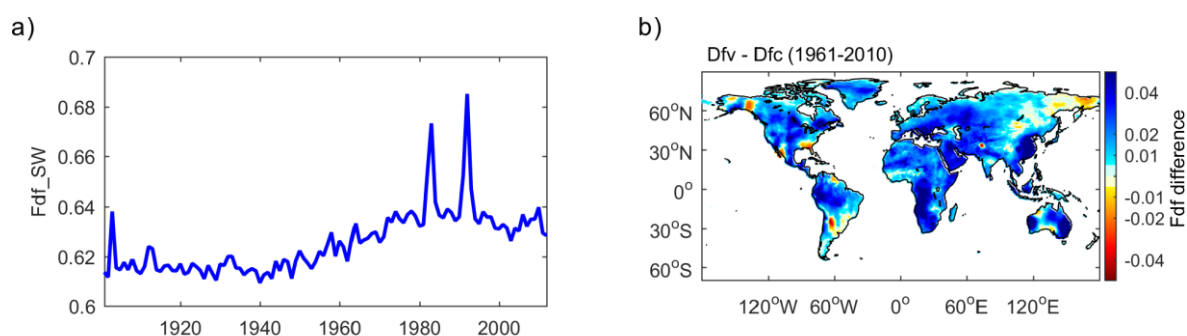 a)
Fdf_SW
0.7
0.68
0.66
0.64
0.62
0.6
1920 1940 1960 1980 2000
b)
Dfv - Dfc (1961-2010)
60°N
30°N
0°
30°S
60°S
120°W 60°W 0° 60°E 120°E
0.04
0.02
0.01
-0.01
-0.02
-0.04
Fdf difference